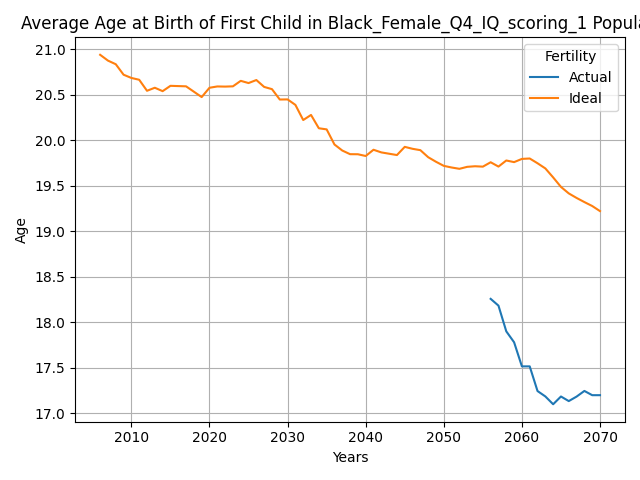 Average Age at Birth of First Child in Black_Female_Q4_IQ_scoring_1 Popula
Fertility
Actual
Ideal
21.0
20.5
20.0
19.5
19.0
18.5
18.0
17.5
17.0
Age
2010 2020 2030 2040 2050 2060 2070
Years